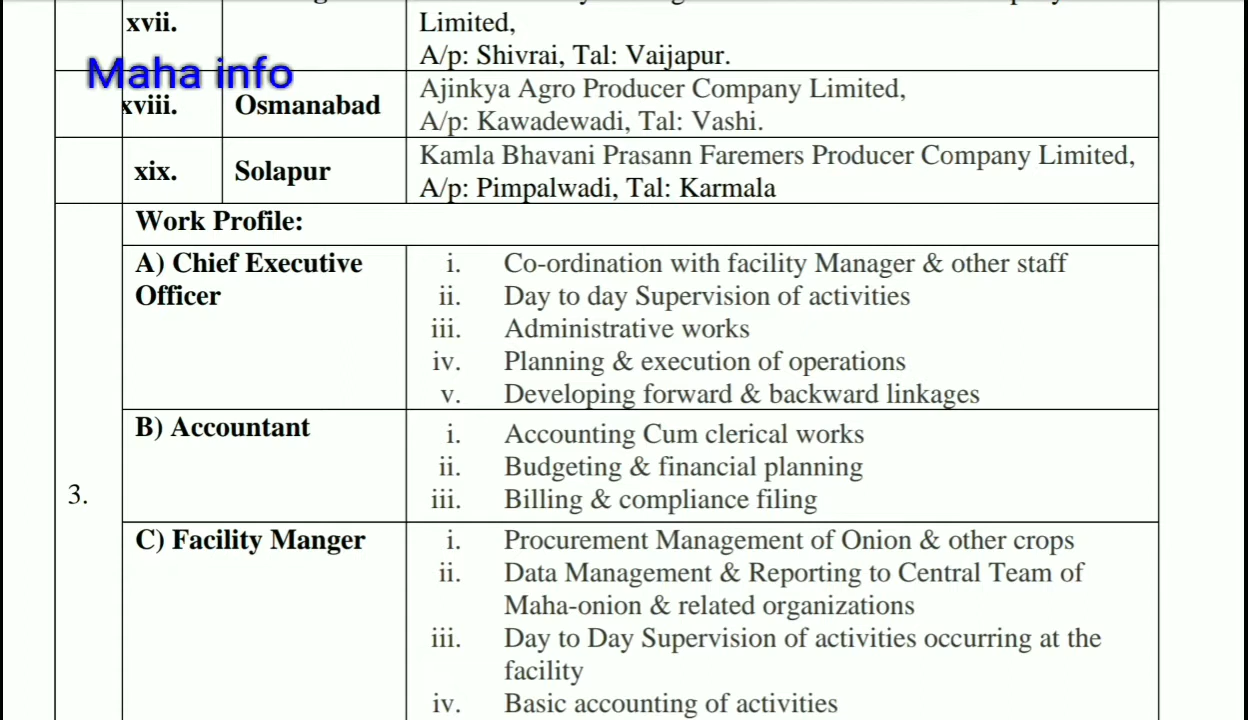 xvii.
Limited,
A/p: Shivrai, Tal: Vaijapur.
Maha info
xviii.
Osmanabad
Ajinkya Agro Producer Company Limited,
A/p: Kawadewadi, Tal: Vashi.
xix.
Solapur
Kamla Bhavani Prasann Faremers Producer Company Limited,
A/p: Pimpalwadi, Tal: Karmala
3.
Work Profile:
A) Chief Executive
Officer
i. Co-ordination with facility Manager & other staff
ii. Day to day Supervision of activities
iii. Administrative works
iv. Planning & execution of operations
v. Developing forward & backward linkages
B) Accountant
i. Accounting Cum clerical works
ii. Budgeting & financial planning
iii. Billing & compliance filing
C) Facility Manger
i. Procurement Management of Onion & other crops
ii. Data Management & Reporting to Central Team of
Maha-onion & related organizations
iii. Day to Day Supervision of activities occurring at the
facility
iv. Basic accounting of activities